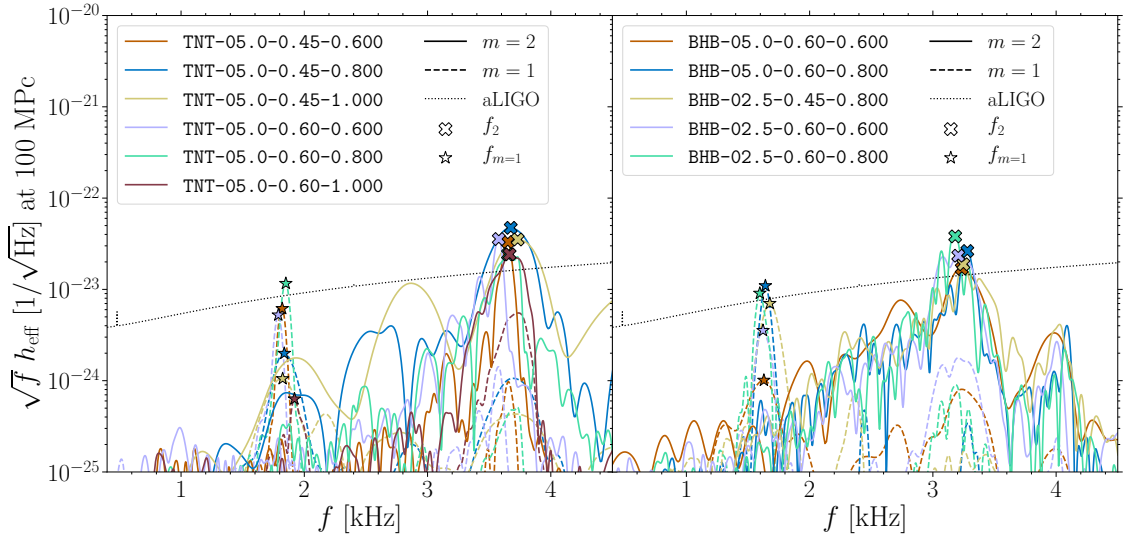 √f h_eff [1/√Hz] at 100 MPc
10^−20
10^−21
10^−22
10^−23
10^−24
10^−25
TNT-05.0-0.45-0.600
TNT-05.0-0.45-0.800
TNT-05.0-0.45-1.000
TNT-05.0-0.60-0.600
TNT-05.0-0.60-0.800
TNT-05.0-0.60-1.000
m = 2
m = 1
aLIGO
f_2
f_{m=1}
1 2 3 4
f [kHz]
BHB-05.0-0.60-0.600
BHB-05.0-0.60-0.800
BHB-02.5-0.45-0.800
BHB-02.5-0.60-0.600
BHB-02.5-0.60-0.800
m = 2
m = 1
aLIGO
f_2
f_{m=1}
1 2 3 4
f [kHz]